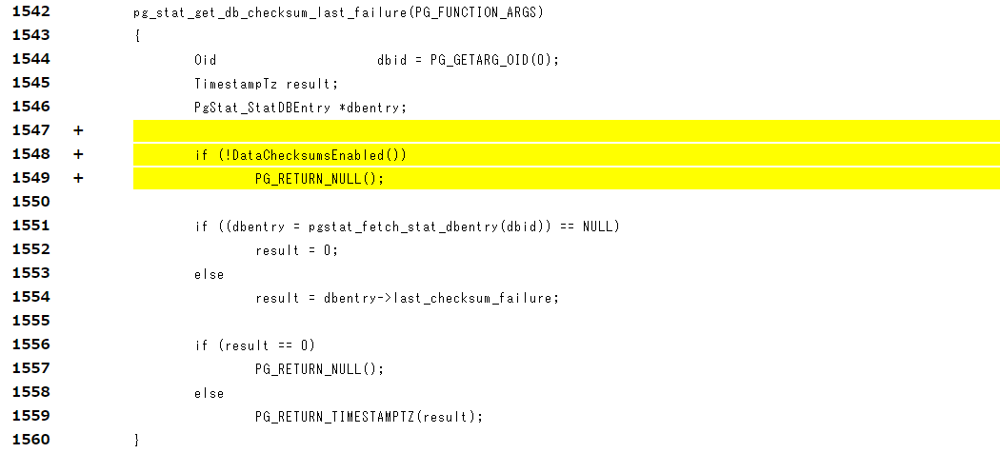 1542 pg_stat_get_db_checksum_last_failure(PG_FUNCTION_ARGS)
1543 {
1544 Oid dbid = PG_GETARG_OID(0);
1545 TimestampTz result;
1546 PgStat_StatDBEntry *dbentry;
1547 +
1548 + if (!DataChecksumsEnabled())
1549 + PG_RETURN_NULL();
1550
1551 if ((dbentry = pgstat_fetch_stat_dbentry(dbid)) == NULL)
1552 result = 0;
1553 else
1554 result = dbentry->last_checksum_failure;
1555
1556 if (result == 0)
1557 PG_RETURN_NULL();
1558 else
1559 PG_RETURN_TIMESTAMPTZ(result);
1560 }